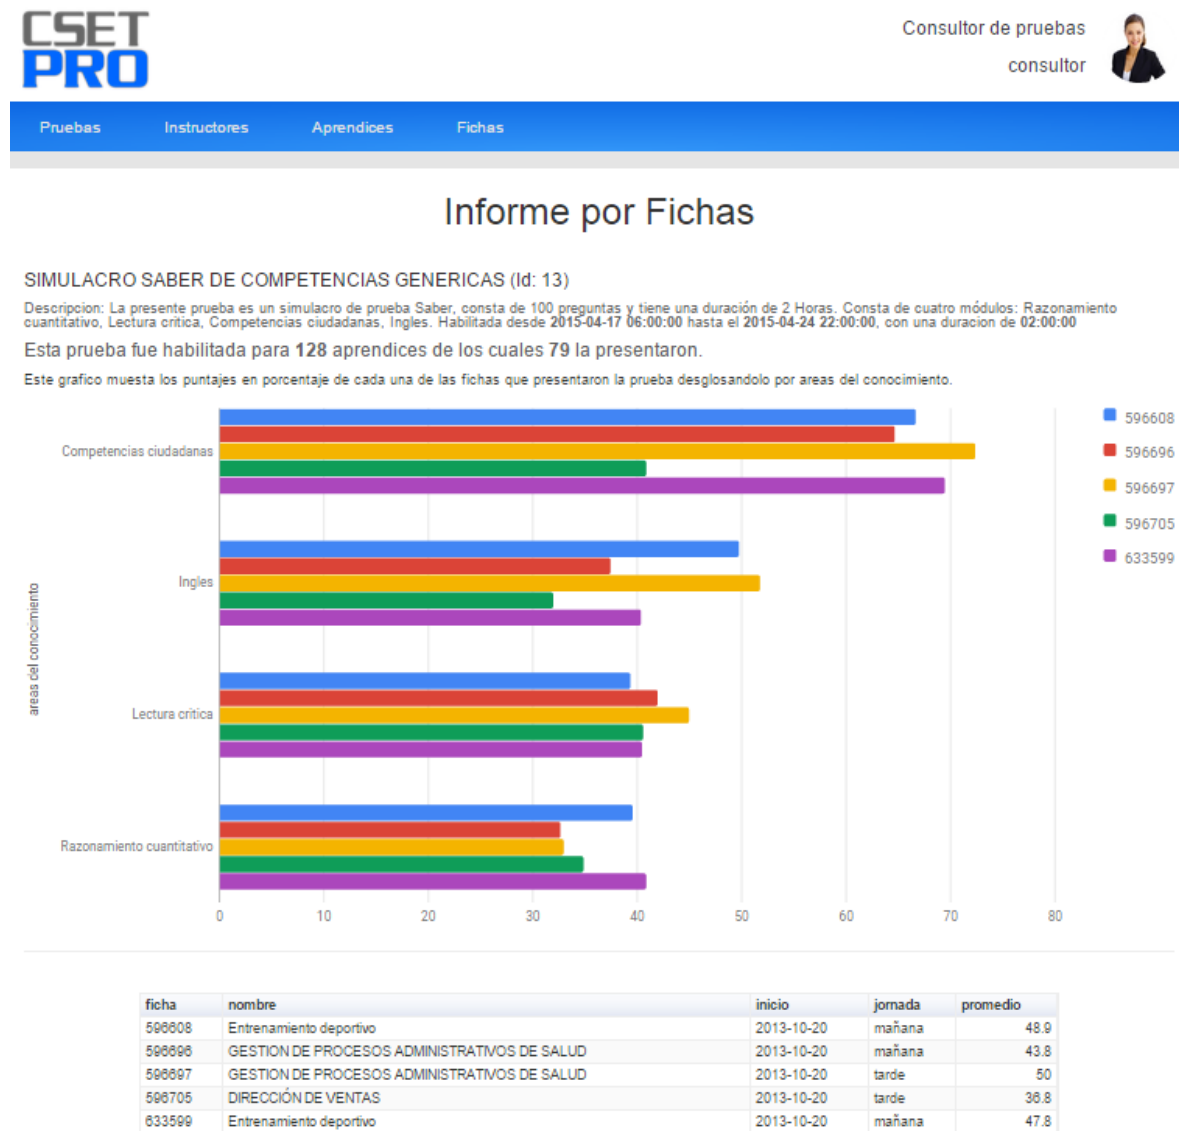 CSET
PRO
Consultor de pruebas
consultor
Pruebas Instructores Aprendices Fichas
Informe por Fichas
SIMULACRO SABER DE COMPETENCIAS GENERICAS (Id: 13)
Descripcion: La presente prueba es un simulacro de prueba Saber, consta de 100 preguntas y tiene una duración de 2 Horas. Consta de cuatro módulos: Razonamiento
cuantitativo, Lectura critica, Competencias ciudadanas, Ingles. Habilitada desde 2015-04-17 06:00:00 hasta el 2015-04-24 22:00:00, con una duracion de 02:00:00
Esta prueba fue habilitada para 128 aprendices de los cuales 79 la presentaron.
Este grafico muesta los puntajes en porcentaje de cada una de las fichas que presentaron la prueba desglosandolo por areas del conocimiento.
596608
596696
596697
596705
633599
areas del conocimiento
Competencias ciudadanas
Ingles
Lectura critica
Razonamiento cuantitativo
0 10 20 30 40 50 60 70 80
ficha nombre inicio jornada promedio
596608 Entrenamiento deportivo 2013-10-20 mañana 48.9
596696 GESTION DE PROCESOS ADMINISTRATIVOS DE SALUD 2013-10-20 mañana 43.8
596697 GESTION DE PROCESOS ADMINISTRATIVOS DE SALUD 2013-10-20 tarde 50
596705 DIRECCIÓN DE VENTAS 2013-10-20 tarde 36.8
633599 Entrenamiento deportivo 2013-10-20 mañana 47.8